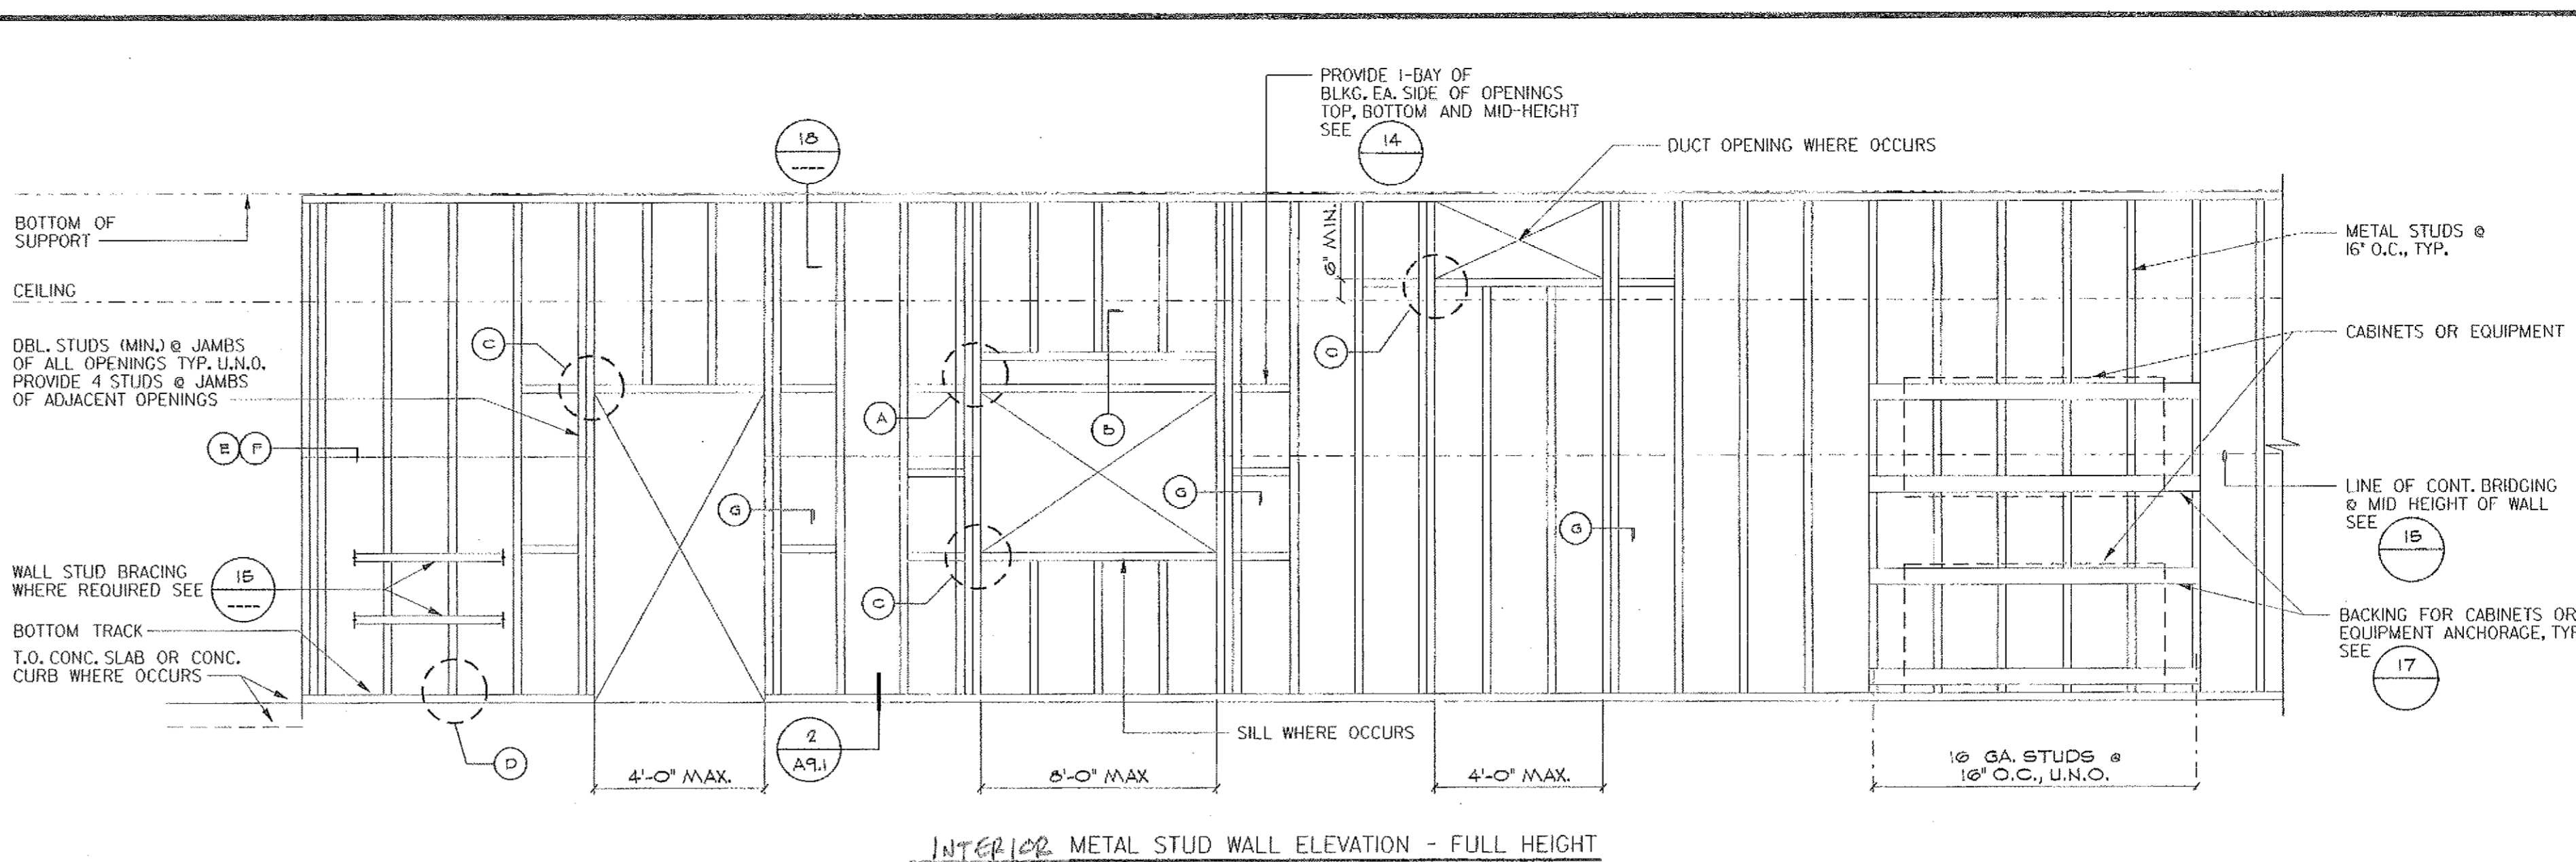 PROVIDE 1-BAY OF
BLKG. EA. SIDE OF OPENINGS
TOP, BOTTOM AND MID-HEIGHT
SEE
14
18
----
DUCT OPENING WHERE OCCURS
BOTTOM OF
SUPPORT
6" MIN.
METAL STUDS @
16" O.C., TYP.
CEILING
DBL. STUDS (MIN.) @ JAMBS
OF ALL OPENINGS TYP. U.N.O.
PROVIDE 4 STUDS @ JAMBS
OF ADJACENT OPENINGS
C
C
CABINETS OR EQUIPMENT
A
B
E
F
G
G
G
LINE OF CONT. BRIDGING
@ MID HEIGHT OF WALL
SEE
15
WALL STUD BRACING
WHERE REQUIRED SEE
15
----
C
BOTTOM TRACK
T.O. CONC. SLAB OR CONC.
CURB WHERE OCCURS
BACKING FOR CABINETS OR
EQUIPMENT ANCHORAGE, TYP
SEE
17
D
2
A9.1
SILL WHERE OCCURS
4'-0" MAX.
8'-0" MAX
4'-0" MAX.
16 GA. STUDS @
16" O.C., U.N.O.
INTERIOR METAL STUD WALL ELEVATION - FULL HEIGHT